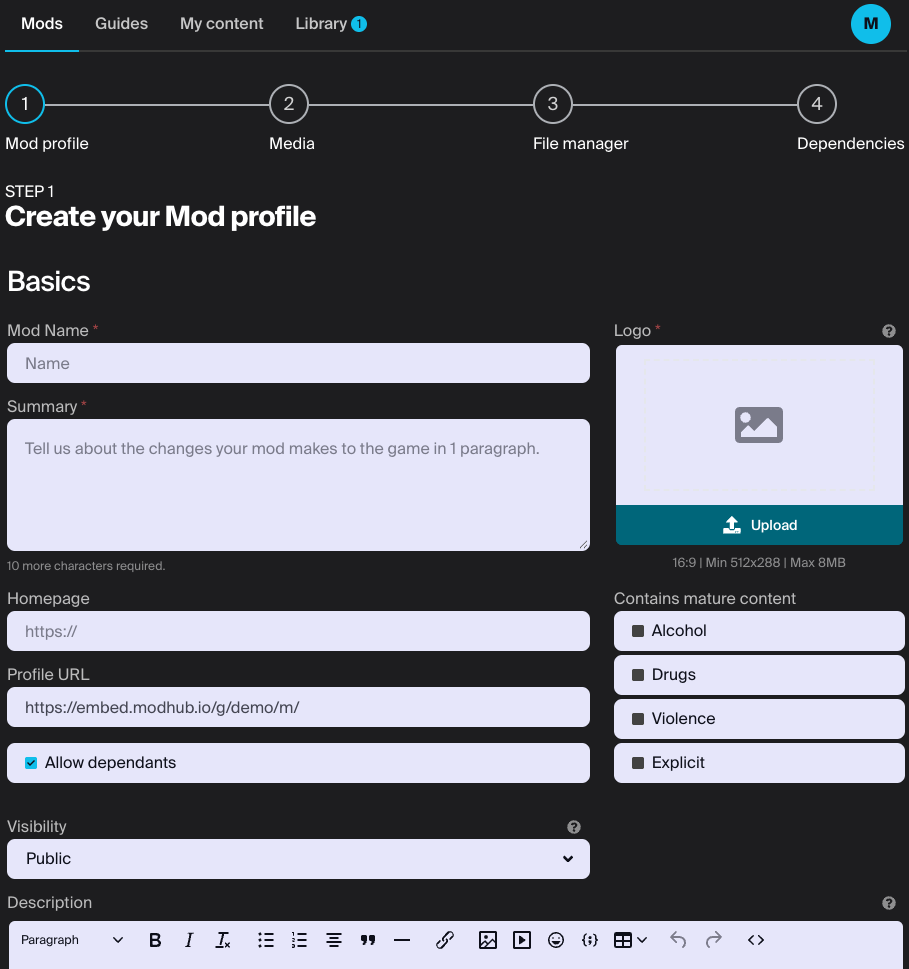 Mods Guides My content Library 1 M
1 2 3 4
Mod profile Media File manager Dependencies
STEP 1
Create your Mod profile
Basics
Mod Name *
Name
Summary *
Tell us about the changes your mod makes to the game in 1 paragraph.
10 more characters required.
Homepage
https://
Profile URL
https://embed.modhub.io/g/demo/m/
Allow dependants
Logo * ?
Upload
16:9 | Min 512x288 | Max 8MB
Contains mature content
Alcohol
Drugs
Violence
Explicit
Visibility ?
Public
Description ?
Paragraph B I Tx